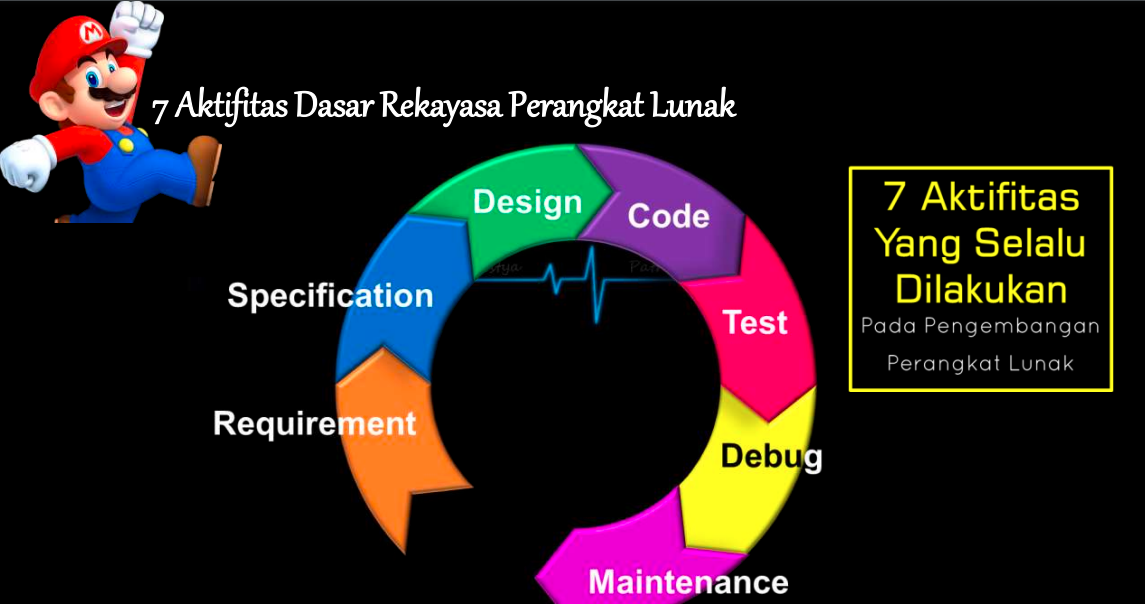 M
7 Aktifitas Dasar Rekayasa Perangkat Lunak
Design
Code
Specification
Test
Requirement
Debug
Maintenance
7 Aktifitas
Yang Selalu
Dilakukan
Pada Pengembangan
Perangkat Lunak